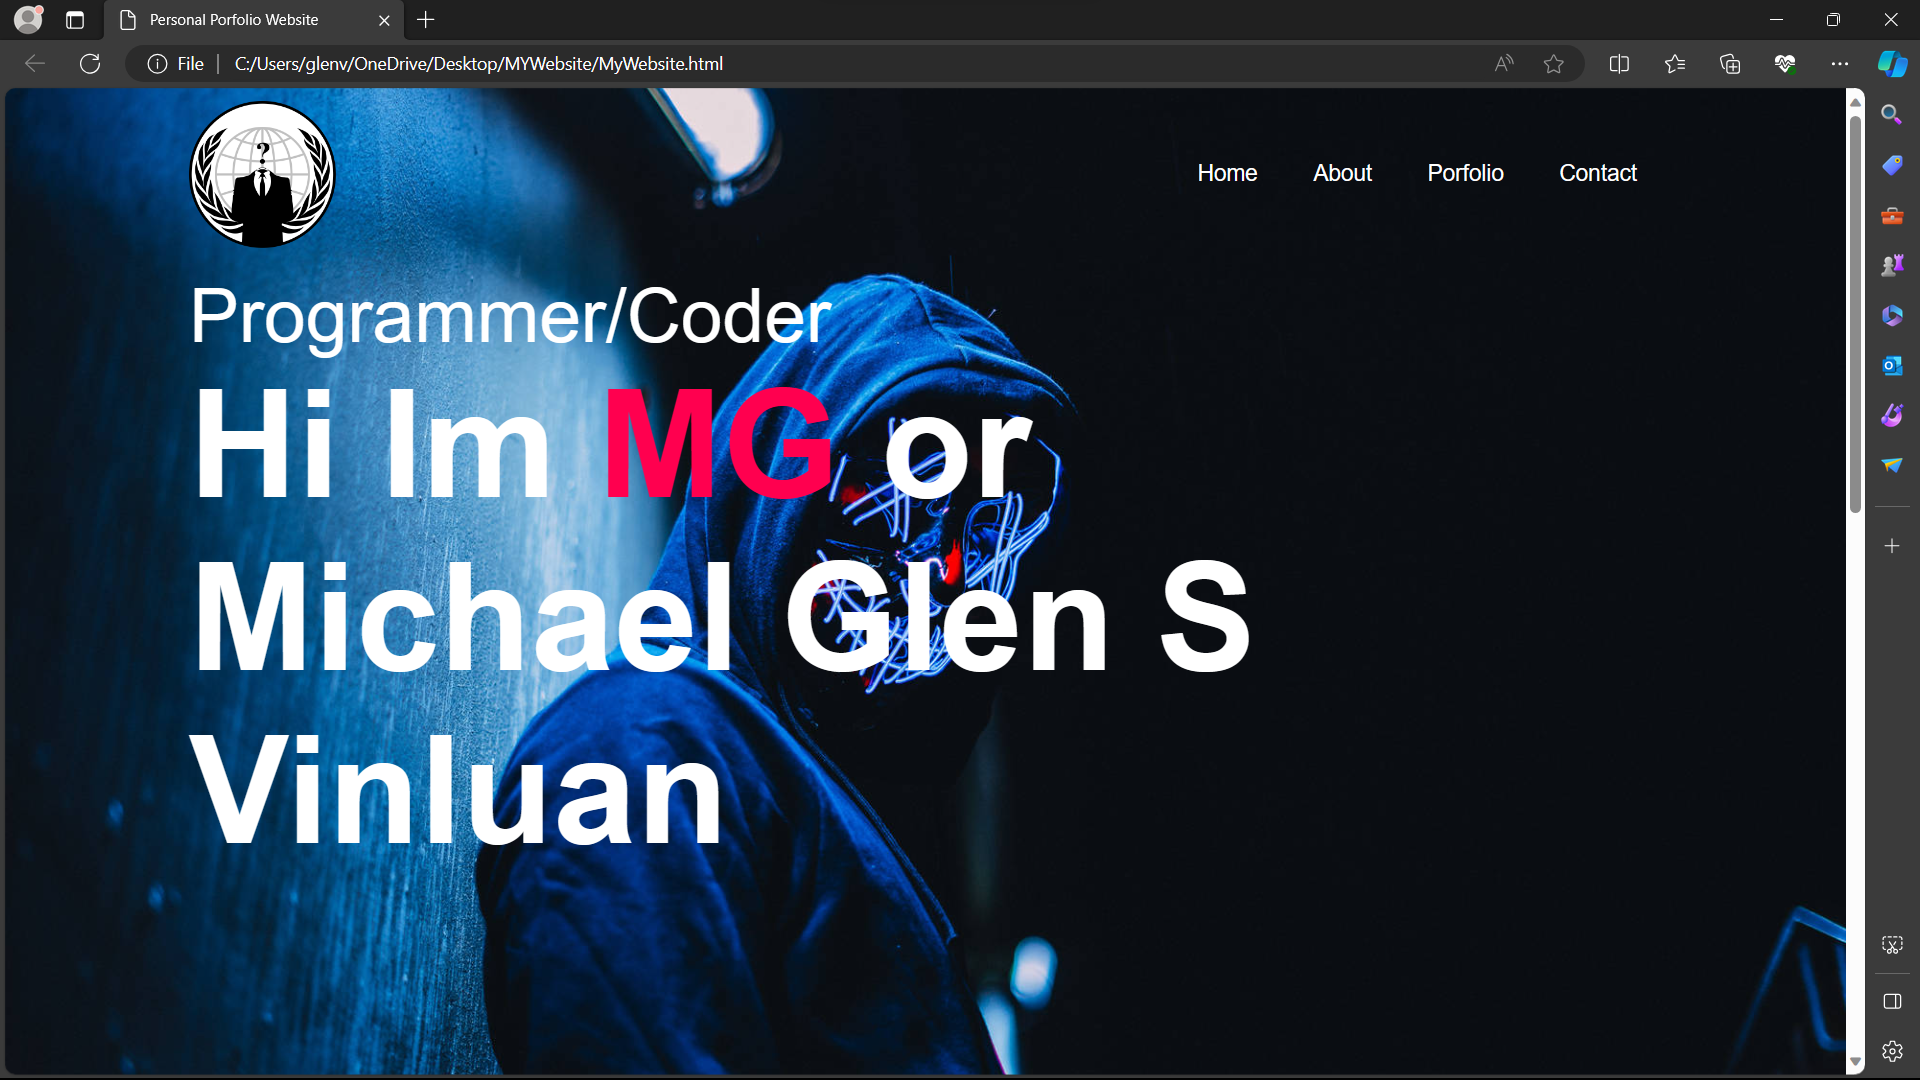 Personal Porfolio Website
File
C:/Users/glenv/OneDrive/Desktop/MYWebsite/MyWebsite.html
?
Home About Porfolio Contact
Programmer/Coder
Hi Im MG or
Michael Glen S
Vinluan